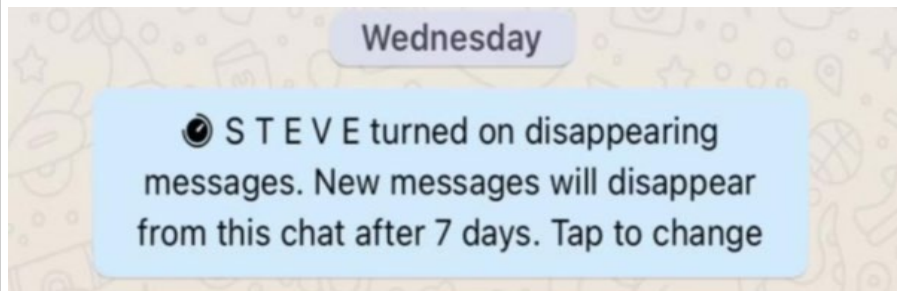 Wednesday
S T E V E turned on disappearing
messages. New messages will disappear
from this chat after 7 days. Tap to change